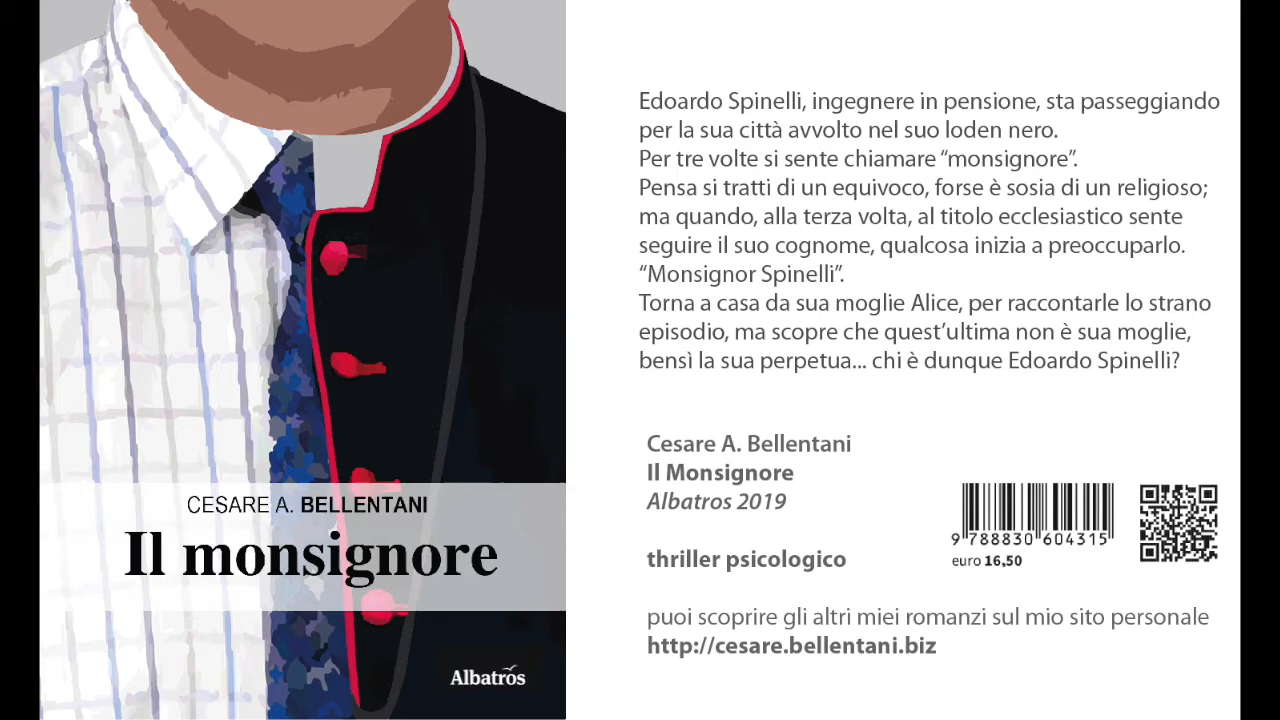 CESARE A. BELLENTANI
Il monsignore
Albatros
Edoardo Spinelli, ingegnere in pensione, sta passeggiando
per la sua città avvolto nel suo loden nero.
Per tre volte si sente chiamare “monsignore”.
Pensa si tratti di un equivoco, forse è sosia di un religioso;
ma quando, alla terza volta, al titolo ecclesiastico sente
seguire il suo cognome, qualcosa inizia a preoccuparlo.
“Monsignor Spinelli”.
Torna a casa da sua moglie Alice, per raccontarle lo strano
episodio, ma scopre che quest’ultima non è sua moglie,
bensì la sua perpetua... chi è dunque Edoardo Spinelli?
Cesare A. Bellentani
Il Monsignore
Albatros 2019
thriller psicologico
9 788830 604315
euro 16,50
puoi scoprire gli altri miei romanzi sul mio sito personale
http://cesare.bellentani.biz